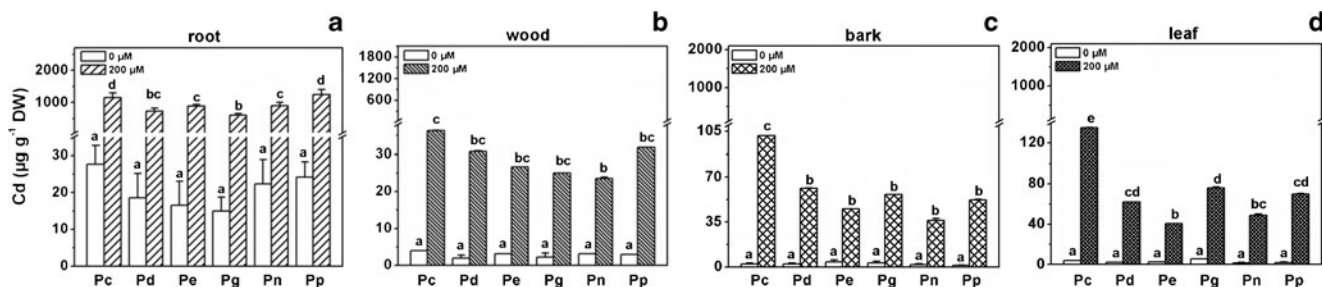 root a
0 µM
200 µM
Cd (µg g⁻¹ DW)
2000
1000
30
20
10
0
d bc c b c d
a a a a a a
Pc Pd Pe Pg Pn Pp
wood b
0 µM
200 µM
1800
1400
1000
600
30
20
10
0
c bc bc bc b bc
a a a a a a
Pc Pd Pe Pg Pn Pp
bark c
0 µM
200 µM
2000
1000
105
70
35
0
c b b b b b
a a a a a a
Pc Pd Pe Pg Pn Pp
leaf d
0 µM
200 µM
2000
1000
120
80
40
0
e cd b d bc cd
a a a a a a
Pc Pd Pe Pg Pn Pp